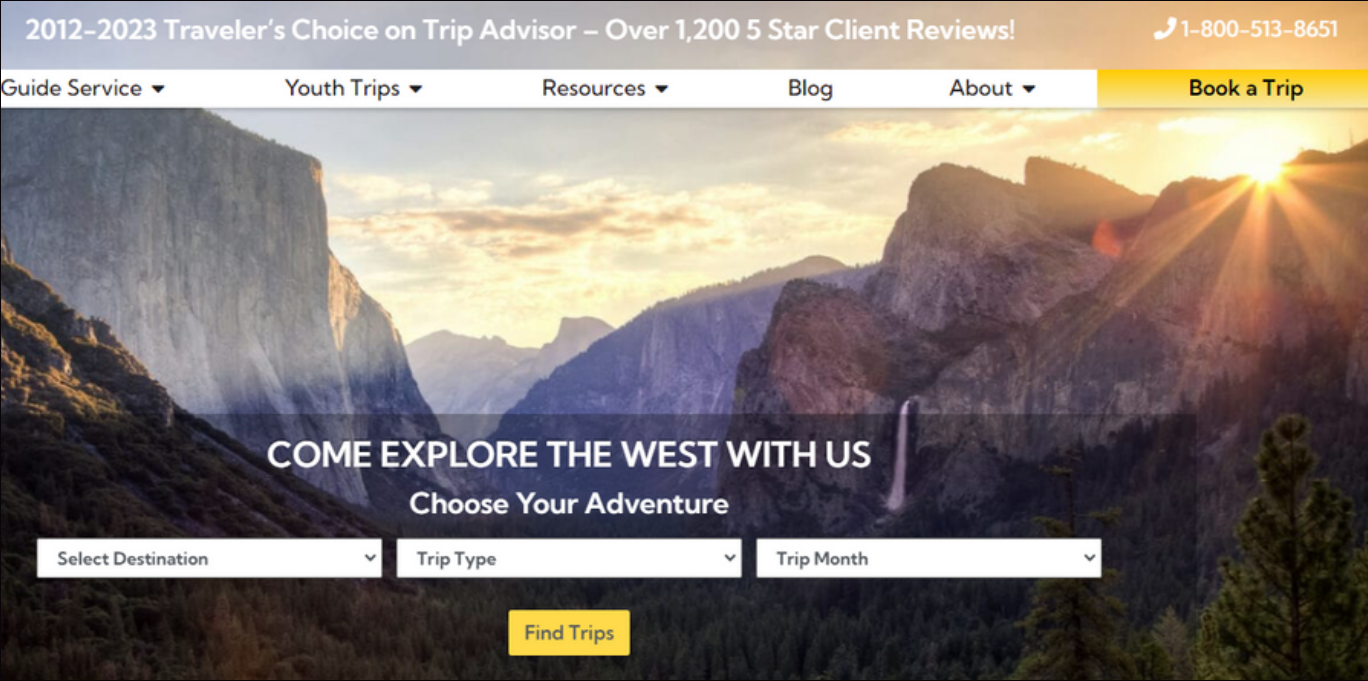 2012-2023 Traveler's Choice on Trip Advisor – Over 1,200 5 Star Client Reviews!
1-800-513-8651
Guide Service
Youth Trips
Resources
Blog
About
Book a Trip
COME EXPLORE THE WEST WITH US
Choose Your Adventure
Select Destination
Trip Type
Trip Month
Find Trips